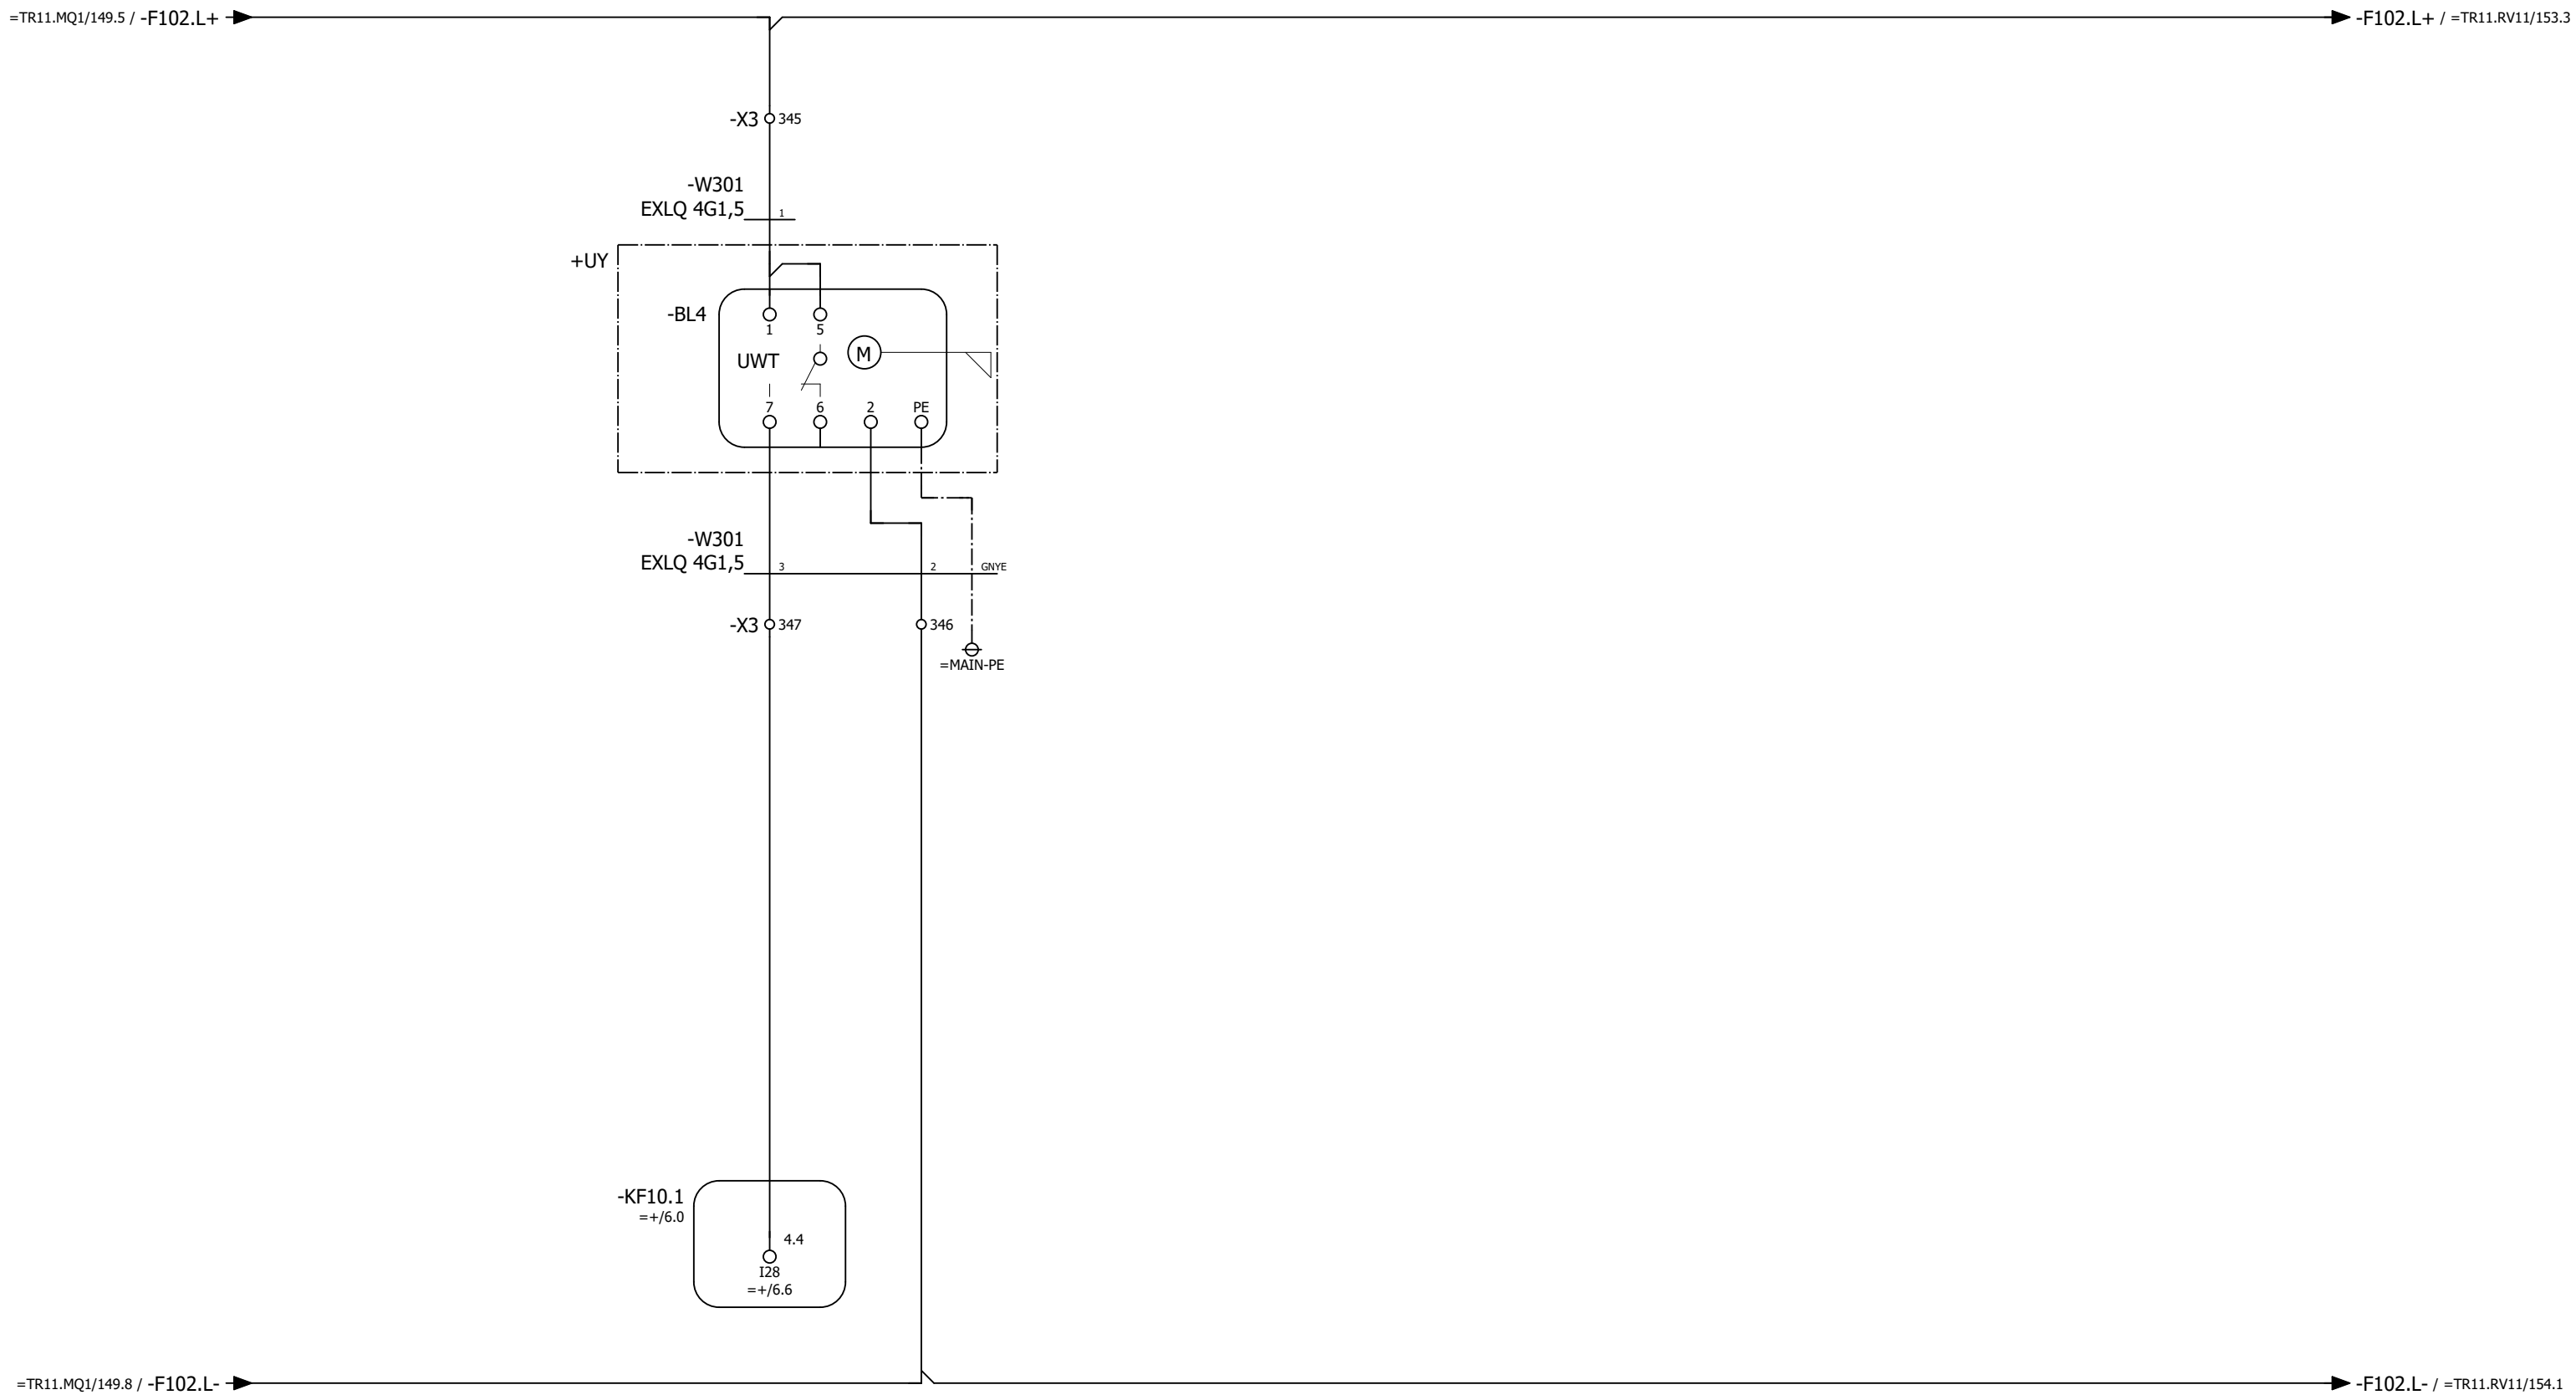 =TR11.MQ1/149.5 / -F102.L+
-F102.L+ / =TR11.RV11/153.3
-X3 345
-W301
EXLQ 4G1,5 1
+UY
-BL4
1 5
UWT M
7 6 2 PE
-W301
EXLQ 4G1,5 3 2 GNYE
-X3 347 346
=MAIN-PE
-KF10.1
=+/6.0
4.4
I28
=+/6.6
=TR11.MQ1/149.8 / -F102.L-
-F102.L- / =TR11.RV11/154.1